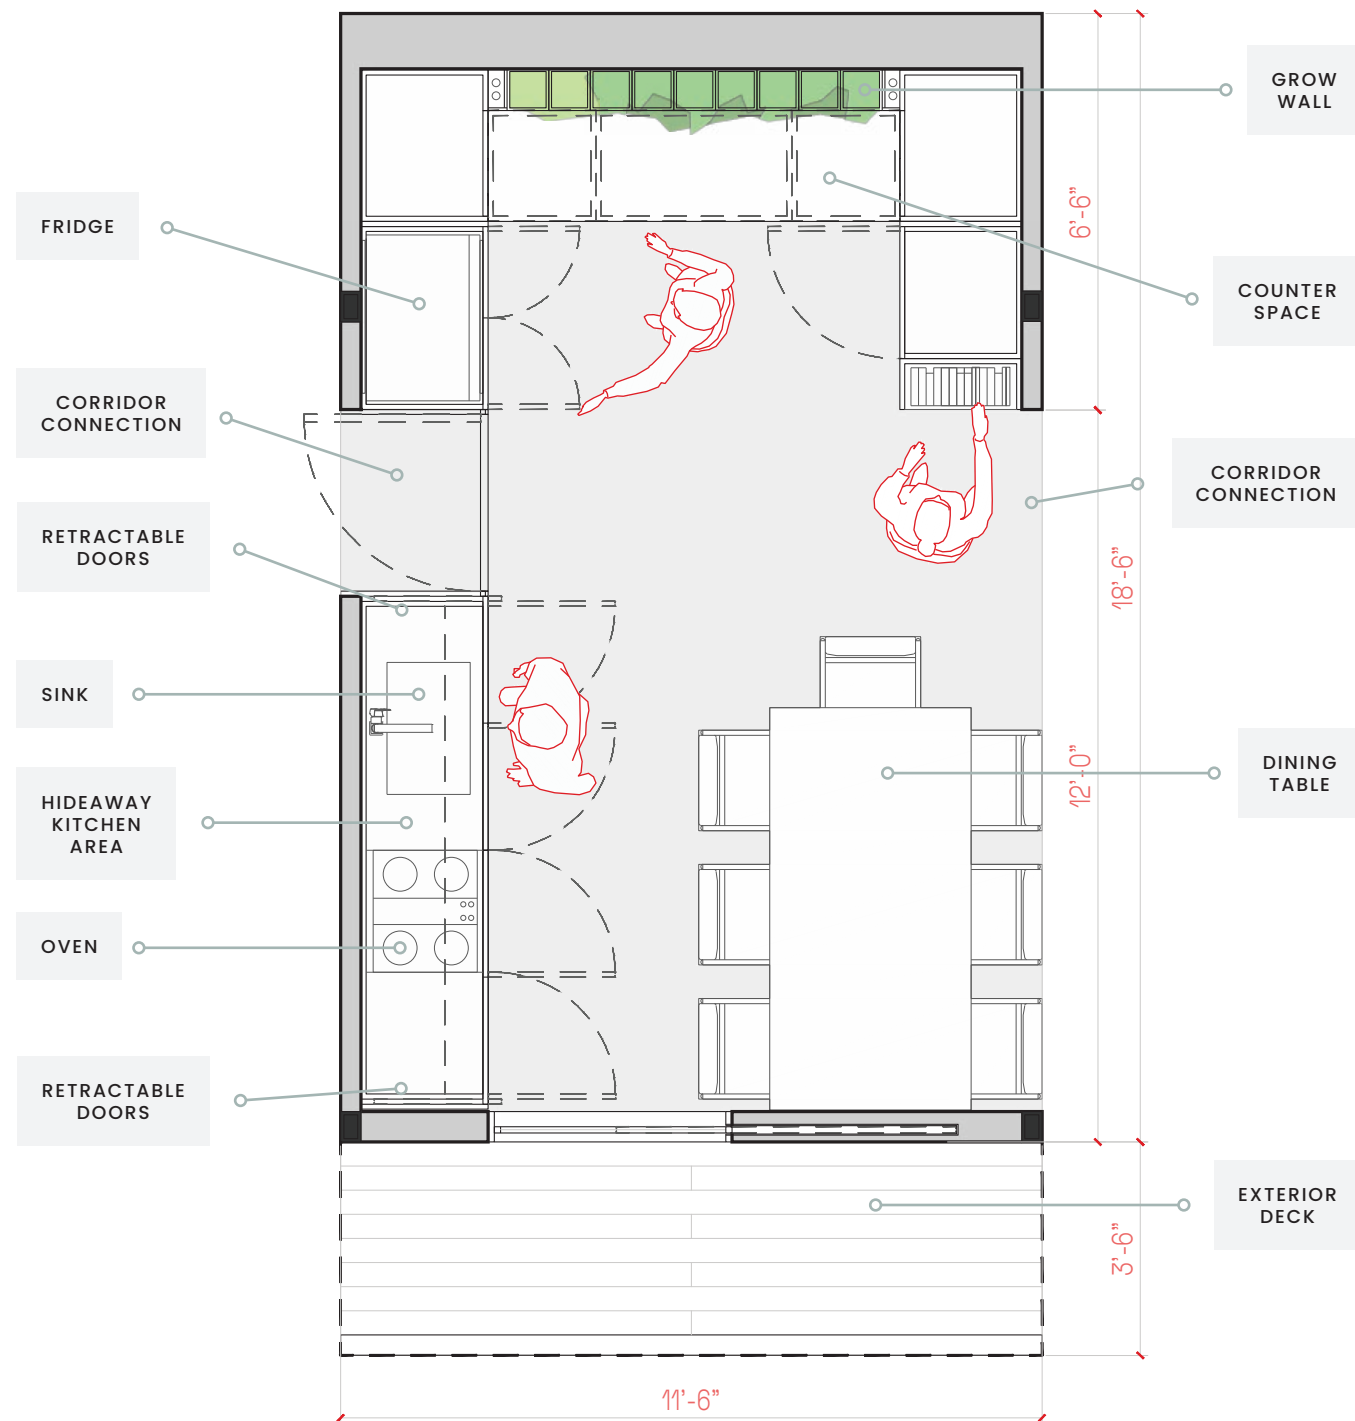 GROW
WALL
6'-6"
FRIDGE
COUNTER
SPACE
CORRIDOR
CONNECTION
CORRIDOR
CONNECTION
RETRACTABLE
DOORS
18'-6"
SINK
DINING
TABLE
12'-0"
HIDEAWAY
KITCHEN
AREA
OVEN
RETRACTABLE
DOORS
EXTERIOR
DECK
3'-6"
11'-6"